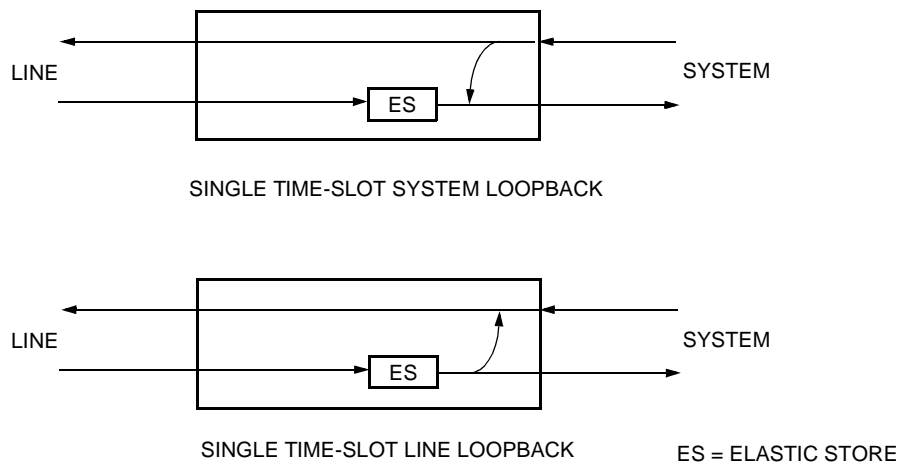 LINE
SYSTEM
ES
SINGLE TIME-SLOT SYSTEM LOOPBACK
LINE
SYSTEM
ES
SINGLE TIME-SLOT LINE LOOPBACK
ES = ELASTIC STORE